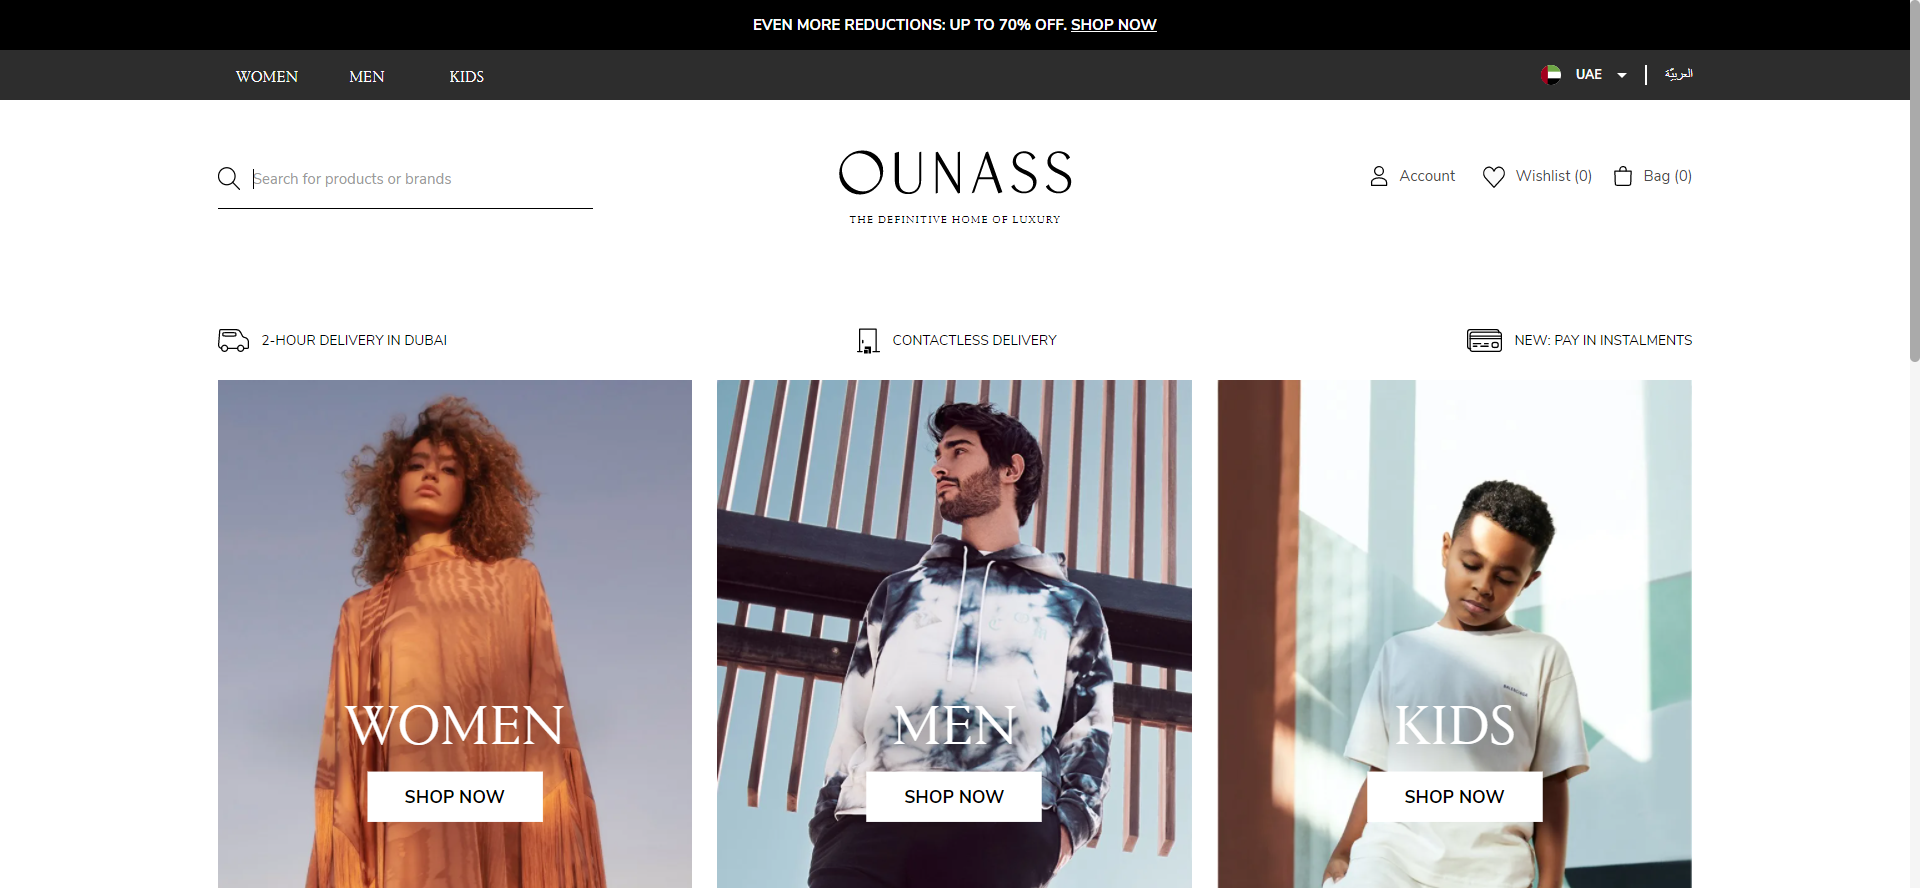 EVEN MORE REDUCTIONS: UP TO 70% OFF. SHOP NOW
WOMEN MEN KIDS
UAE العربيّة
Search for products or brands
OUNASS
THE DEFINITIVE HOME OF LUXURY
Account Wishlist (0) Bag (0)
2-HOUR DELIVERY IN DUBAI
CONTACTLESS DELIVERY
NEW: PAY IN INSTALMENTS
WOMEN
SHOP NOW
MEN
SHOP NOW
KIDS
SHOP NOW